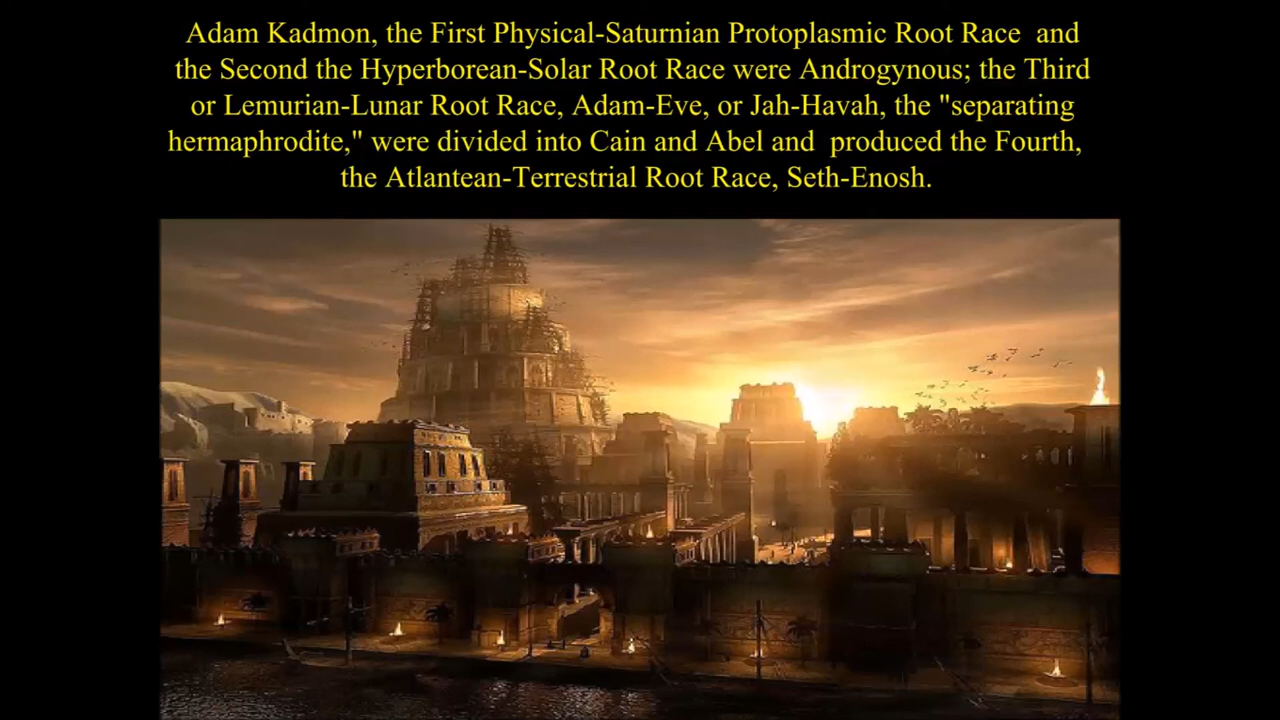 Adam Kadmon, the First Physical-Saturnian Protoplasmic Root Race  and
the Second the Hyperborean-Solar Root Race were Androgynous; the Third
or Lemurian-Lunar Root Race, Adam-Eve, or Jah-Havah, the "separating
hermaphrodite," were divided into Cain and Abel and  produced the Fourth,
the Atlantean-Terrestrial Root Race, Seth-Enosh.